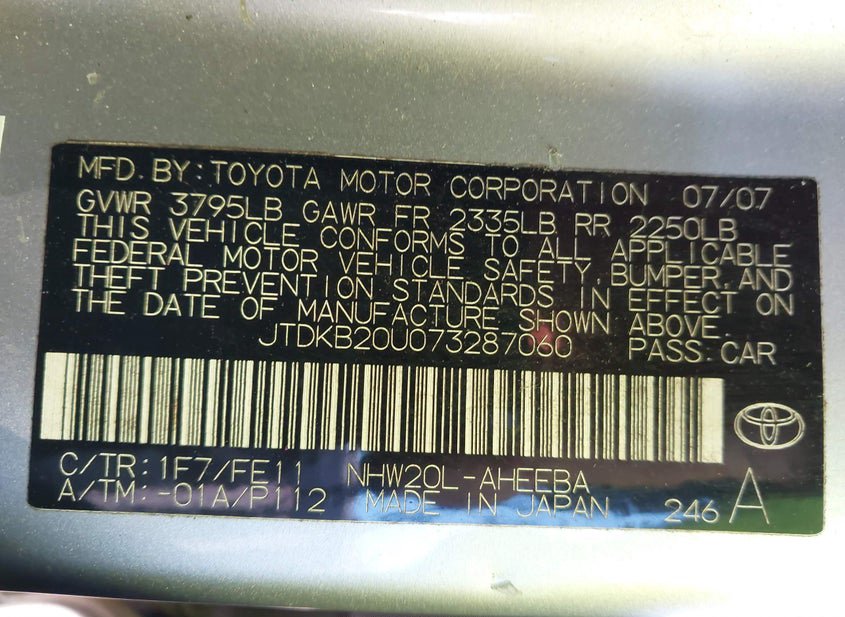 MFD. BY: TOYOTA MOTOR CORPORATION 07/07
GVWR 3795LB GAWR FR 2335LB RR 2250LB
THIS VEHICLE CONFORMS TO ALL APPLICABLE
FEDERAL MOTOR VEHICLE SAFETY, BUMPER, AND
THEFT PREVENTION STANDARDS IN EFFECT ON
THE DATE OF MANUFACTURE SHOWN ABOVE.
JTDKB20U073287060 PASS. CAR
C/TR: 1F7/FE11 NHW20L-AHEEBA
A/TM: -01A/P112 MADE IN JAPAN 246 A